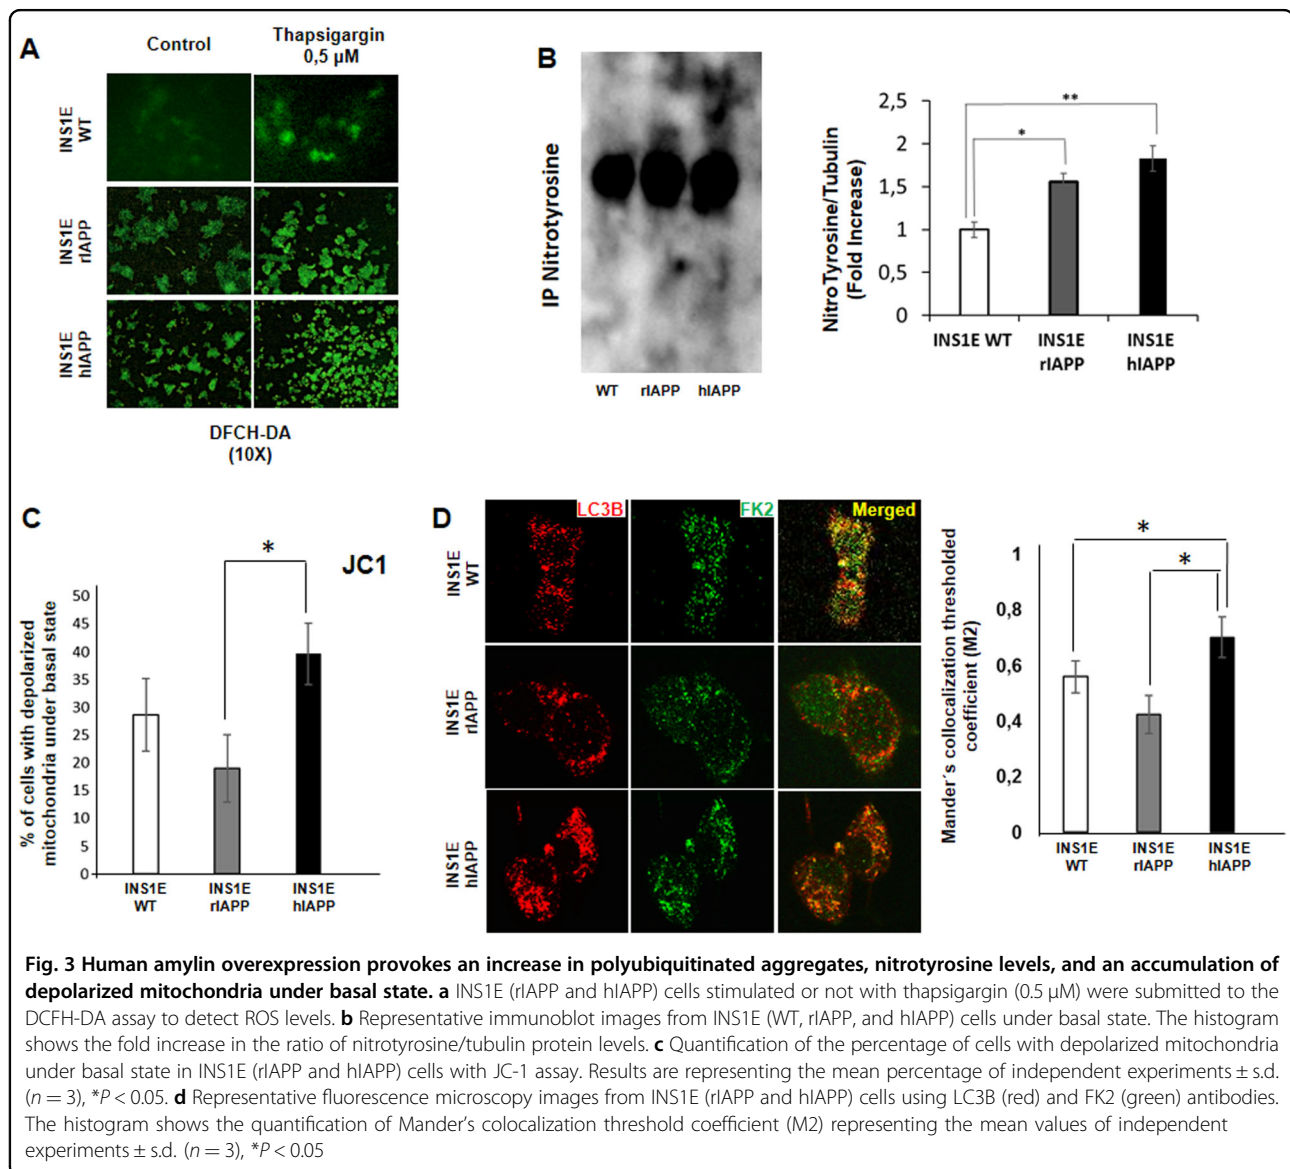 A
Control
Thapsigargin
0,5 µM
INS1E
WT
INS1E
rIAPP
INS1E
hIAPP
DFCH-DA
(10X)
B
IP Nitrotyrosine
WT rIAPP hIAPP
NitroTyrosine/Tubulin
(Fold Increase)
2,5
2
1,5
1
0,5
0
*
**
INS1E WT
INS1E
rIAPP
INS1E
hIAPP
C
JC1
% of cells with depolarized
mitochondria under basal state
50
45
40
35
30
25
20
15
10
5
0
*
INS1E
WT
INS1E
rIAPP
INS1E
hIAPP
D
LC3B
FK2
Merged
INS1E
WT
INS1E
rIAPP
INS1E
hIAPP
Mander´s collocalization thresholded
coefficient (M2)
1
0,8
0,6
0,4
0,2
0
*
*
INS1E
WT
INS1E
rIAPP
INS1E
hIAPP
Fig. 3 Human amylin overexpression provokes an increase in polyubiquitinated aggregates, nitrotyrosine levels, and an accumulation of
depolarized mitochondria under basal state. a INS1E (rIAPP and hIAPP) cells stimulated or not with thapsigargin (0.5 µM) were submitted to the
DCFH-DA assay to detect ROS levels. b Representative immunoblot images from INS1E (WT, rIAPP, and hIAPP) cells under basal state. The histogram
shows the fold increase in the ratio of nitrotyrosine/tubulin protein levels. c Quantification of the percentage of cells with depolarized mitochondria
under basal state in INS1E (rIAPP and hIAPP) cells with JC-1 assay. Results are representing the mean percentage of independent experiments ± s.d.
(n = 3), *P < 0.05. d Representative fluorescence microscopy images from INS1E (rIAPP and hIAPP) cells using LC3B (red) and FK2 (green) antibodies.
The histogram shows the quantification of Mander’s colocalization threshold coefficient (M2) representing the mean values of independent
experiments ± s.d. (n = 3), *P < 0.05